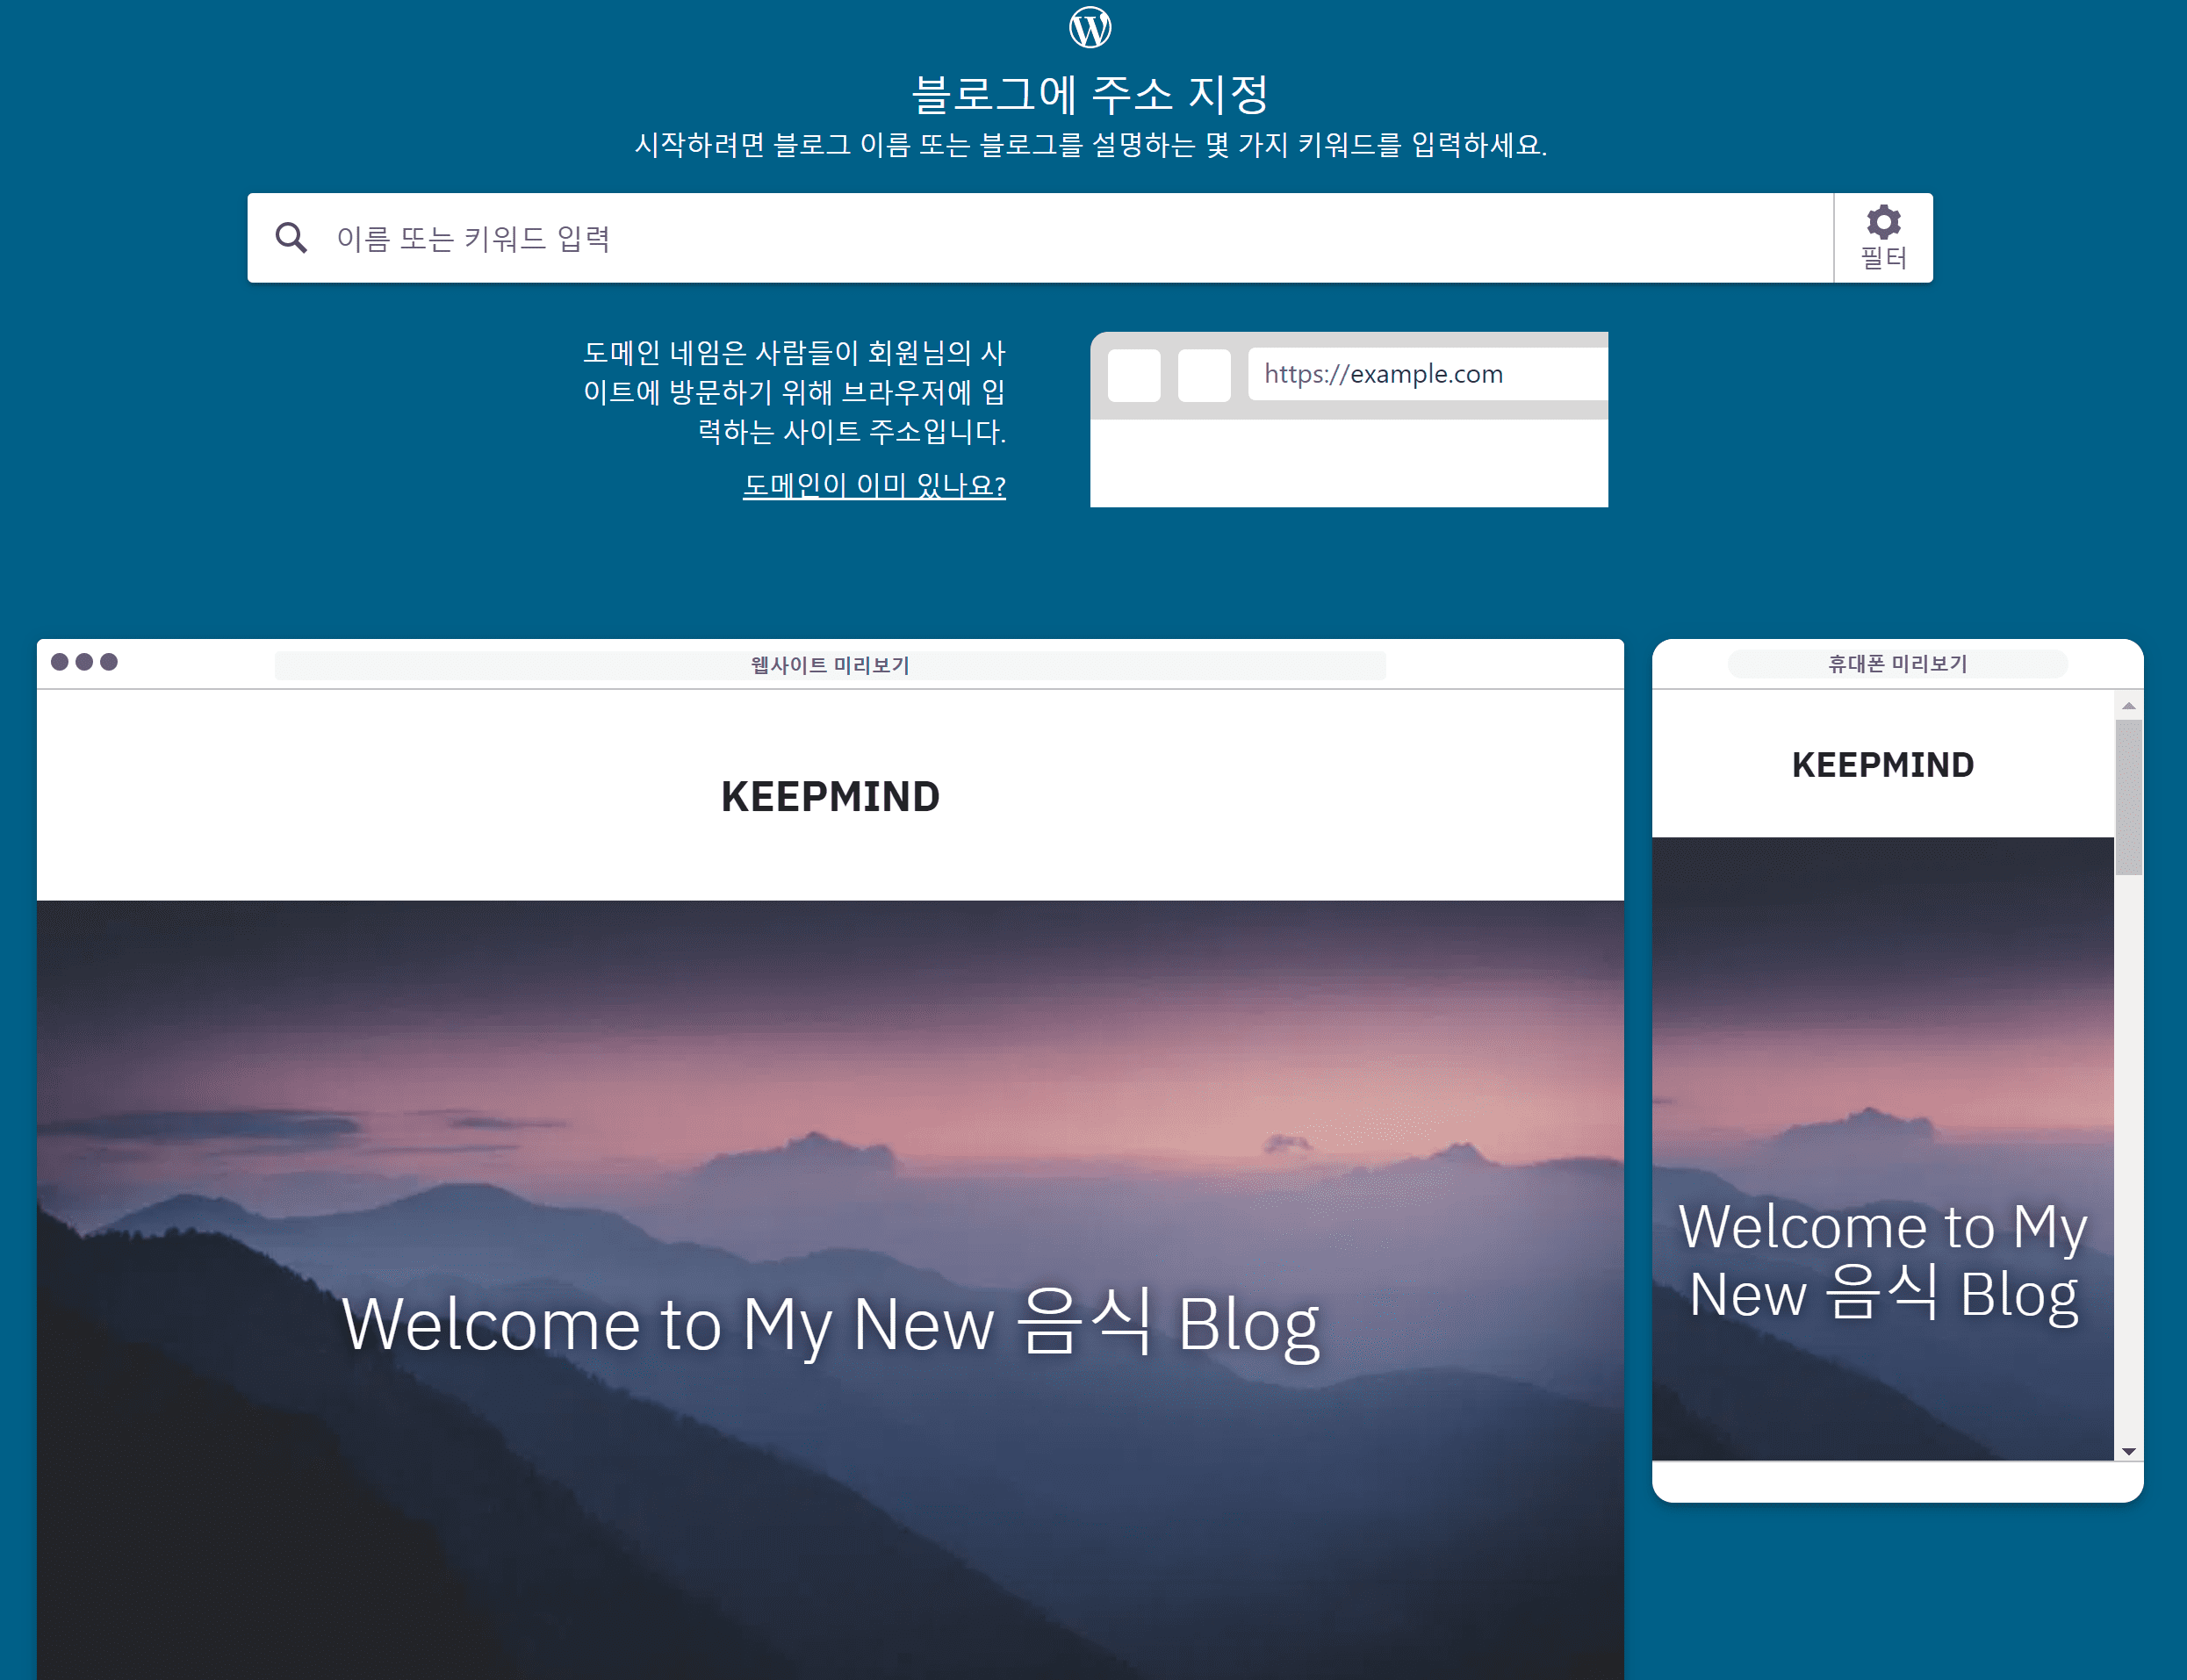 블로그에 주소 지정
시작하려면 블로그 이름 또는 블로그를 설명하는 몇 가지 키워드를 입력하세요.
이름 또는 키워드 입력
필터
도메인 네임은 사람들이 회원님의 사
이트에 방문하기 위해 브라우저에 입
력하는 사이트 주소입니다.
도메인이 이미 있나요?
https://example.com
웹사이트 미리보기
KEEPMIND
Welcome to My New 음식 Blog
휴대폰 미리보기
KEEPMIND
Welcome to My
New 음식 Blog